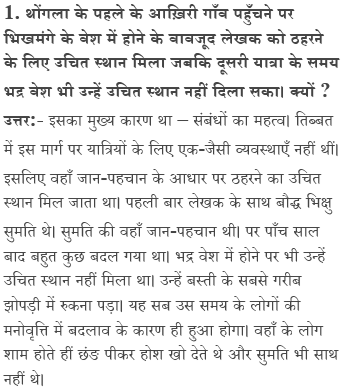 1. थोंगला के पहले के आख़िरी गाँव पहुँचने पर
भिखमंगे के वेश में होने के वावजूद लेखक को ठहरने
के लिए उचित स्थान मिला जबकि दूसरी यात्रा के समय
भद्र वेश भी उन्हें उचित स्थान नहीं दिला सका। क्यों ?
उत्तर:- इसका मुख्य कारण था – संबंधों का महत्व। तिब्बत
में इस मार्ग पर यात्रियों के लिए एक-जैसी व्यवस्थाएँ नहीं थीं।
इसलिए वहाँ जान-पहचान के आधार पर ठहरने का उचित
स्थान मिल जाता था। पहली बार लेखक के साथ बौद्ध भिक्षु
सुमति थे। सुमति की वहाँ जान-पहचान थी। पर पाँच साल
बाद बहुत कुछ बदल गया था। भद्र वेश में होने पर भी उन्हें
उचित स्थान नहीं मिला था। उन्हें बस्ती के सबसे गरीब
झोपड़ी में रुकना पड़ा। यह सब उस समय के लोगों की
मनोवृत्ति में बदलाव के कारण ही हुआ होगा। वहाँ के लोग
शाम होते हीं छंङ पीकर होश खो देते थे और सुमति भी साथ
नहीं थे।